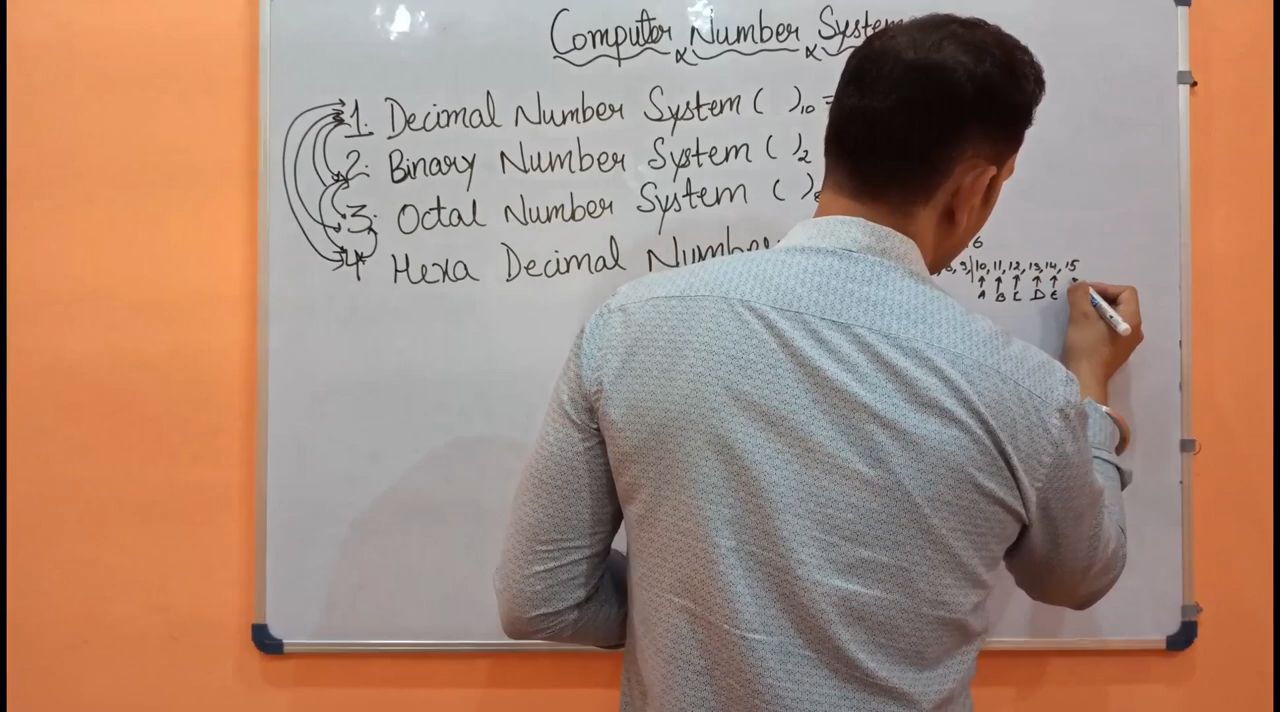 Computer Number System
1. Decimal Number System ( )10 =
2. Binary Number System ( )2
3. Octal Number System ( )8
4. Hexa Decimal Number
6
8, 9, 10, 11, 12, 13, 14, 15
A B C D E